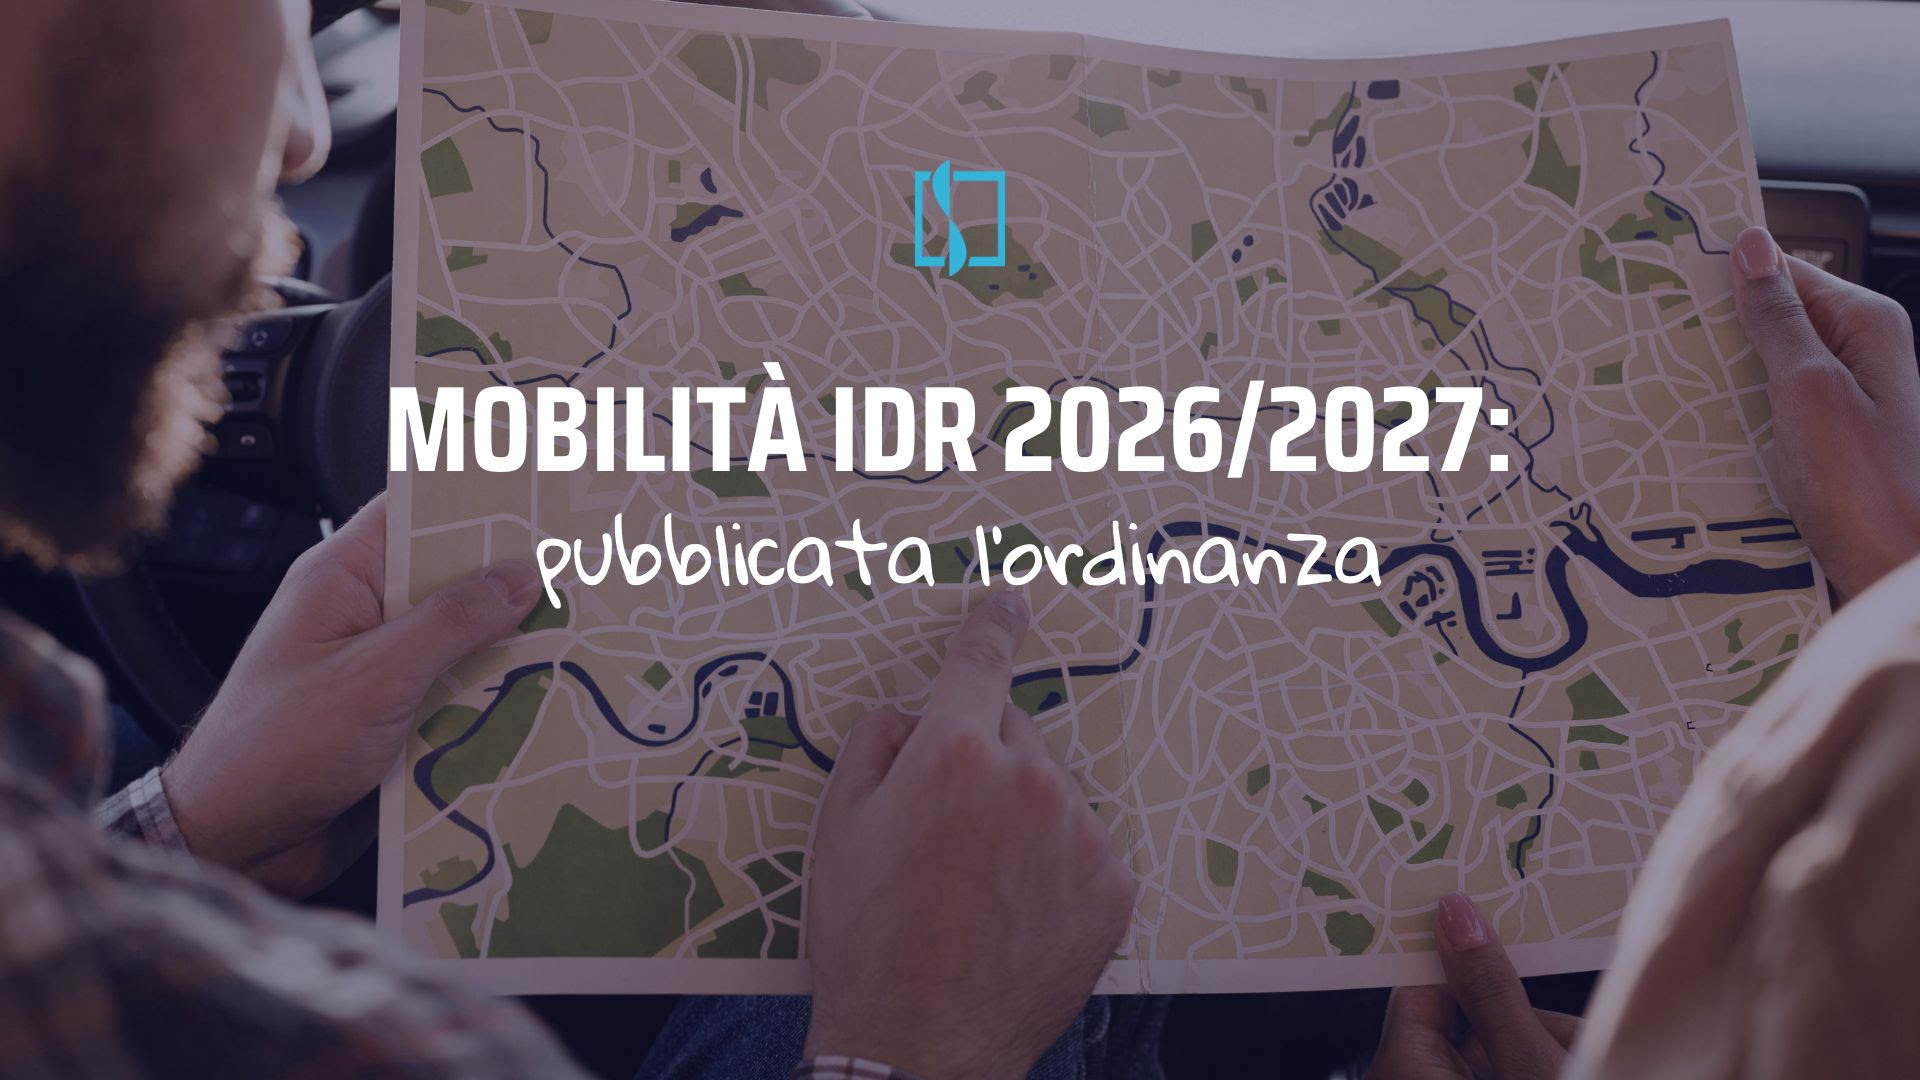 MOBILITÀ IDR 2026/2027:
pubblicata l'ordinanza